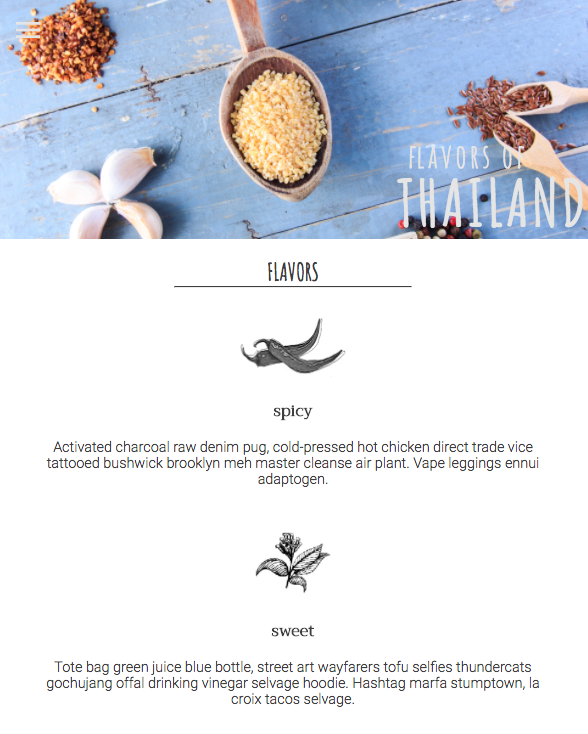 FLAVORS OF
THAILAND
FLAVORS
spicy
Activated charcoal raw denim pug, cold-pressed hot chicken direct trade vice
tattooed bushwick brooklyn meh master cleanse air plant. Vape leggings ennui
adaptogen.
sweet
Tote bag green juice blue bottle, street art wayfarers tofu selfies thundercats
gochujang offal drinking vinegar selvage hoodie. Hashtag marfa stumptown, la
croix tacos selvage.